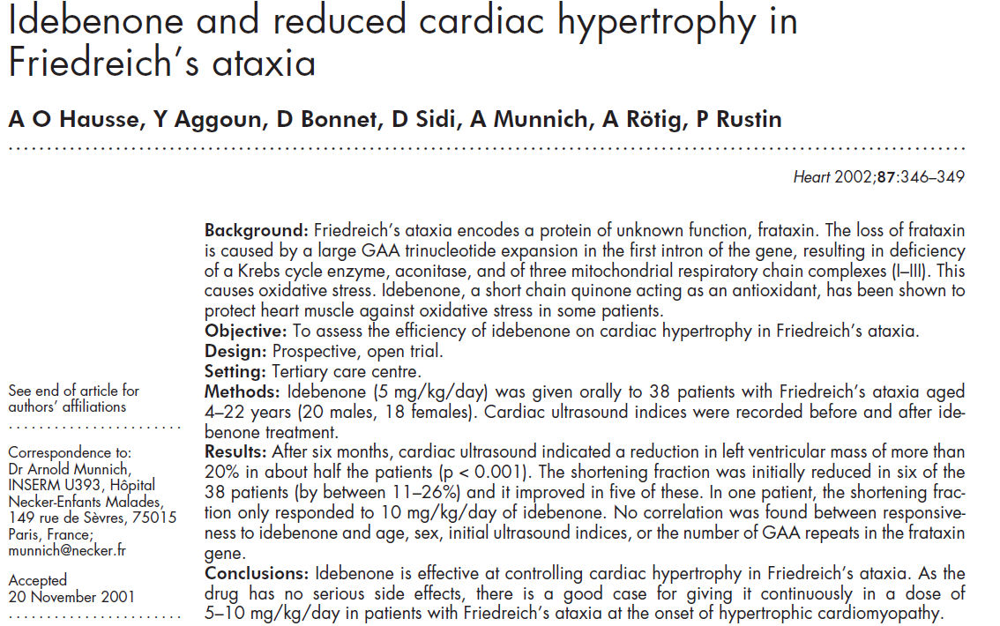 Idebenone and reduced cardiac hypertrophy in
Friedreich's ataxia
A O Hausse, Y Aggoun, D Bonnet, D Sidi, A Munnich, A Rötig, P Rustin
Heart 2002;87:346–349
See end of article for
authors' affiliations
Correspondence to:
Dr Arnold Munnich,
INSERM U393, Hôpital
Necker-Enfants Malades,
149 rue de Sèvres, 75015
Paris, France;
munnich@necker.fr
Accepted
20 November 2001
Background: Friedreich's ataxia encodes a protein of unknown function, frataxin. The loss of frataxin
is caused by a large GAA trinucleotide expansion in the first intron of the gene, resulting in deficiency
of a Krebs cycle enzyme, aconitase, and of three mitochondrial respiratory chain complexes (I–III). This
causes oxidative stress. Idebenone, a short chain quinone acting as an antioxidant, has been shown to
protect heart muscle against oxidative stress in some patients.
Objective: To assess the efficiency of idebenone on cardiac hypertrophy in Friedreich's ataxia.
Design: Prospective, open trial.
Setting: Tertiary care centre.
Methods: Idebenone (5 mg/kg/day) was given orally to 38 patients with Friedreich's ataxia aged
4–22 years (20 males, 18 females). Cardiac ultrasound indices were recorded before and after ide-
benone treatment.
Results: After six months, cardiac ultrasound indicated a reduction in left ventricular mass of more than
20% in about half the patients (p < 0.001). The shortening fraction was initially reduced in six of the
38 patients (by between 11–26%) and it improved in five of these. In one patient, the shortening frac-
tion only responded to 10 mg/kg/day of idebenone. No correlation was found between responsive-
ness to idebenone and age, sex, initial ultrasound indices, or the number of GAA repeats in the frataxin
gene.
Conclusions: Idebenone is effective at controlling cardiac hypertrophy in Friedreich's ataxia. As the
drug has no serious side effects, there is a good case for giving it continuously in a dose of
5–10 mg/kg/day in patients with Friedreich's ataxia at the onset of hypertrophic cardiomyopathy.